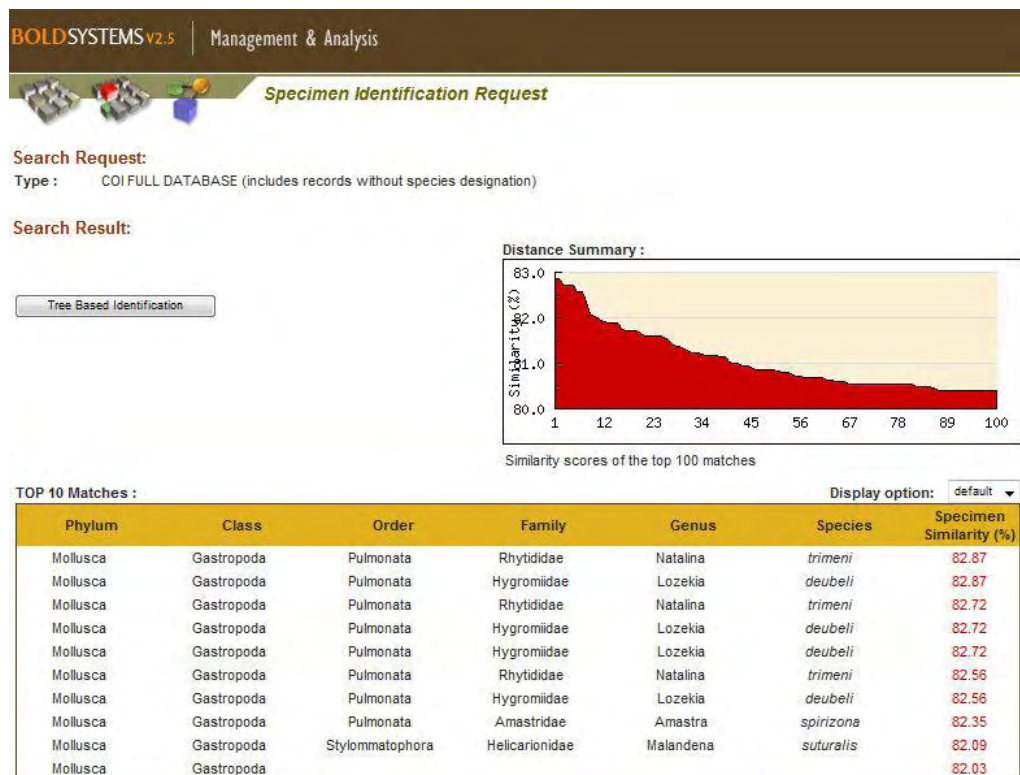 BOLDSYSTEMS V2.5 | Management & Analysis
Specimen Identification Request
Search Request:
Type : COI FULL DATABASE (includes records without species designation)
Search Result:
Tree Based Identification
Distance Summary :
Similarity (%)
83.0
82.0
81.0
80.0
1 12 23 34 45 56 67 78 89 100
Similarity scores of the top 100 matches
TOP 10 Matches :
Display option: default
Phylum Class Order Family Genus Species Specimen Similarity (%)
Mollusca Gastropoda Pulmonata Rhytididae Natalina trimeni 82.87
Mollusca Gastropoda Pulmonata Hygromiidae Lozekia deubeli 82.87
Mollusca Gastropoda Pulmonata Rhytididae Natalina trimeni 82.72
Mollusca Gastropoda Pulmonata Hygromiidae Lozekia deubeli 82.72
Mollusca Gastropoda Pulmonata Hygromiidae Lozekia deubeli 82.72
Mollusca Gastropoda Pulmonata Rhytididae Natalina trimeni 82.56
Mollusca Gastropoda Pulmonata Hygromiidae Lozekia deubeli 82.56
Mollusca Gastropoda Pulmonata Amastridae Amastra spirizona 82.35
Mollusca Gastropoda Stylommatophora Helicarionidae Malandena suturalis 82.09
Mollusca Gastropoda 82.03